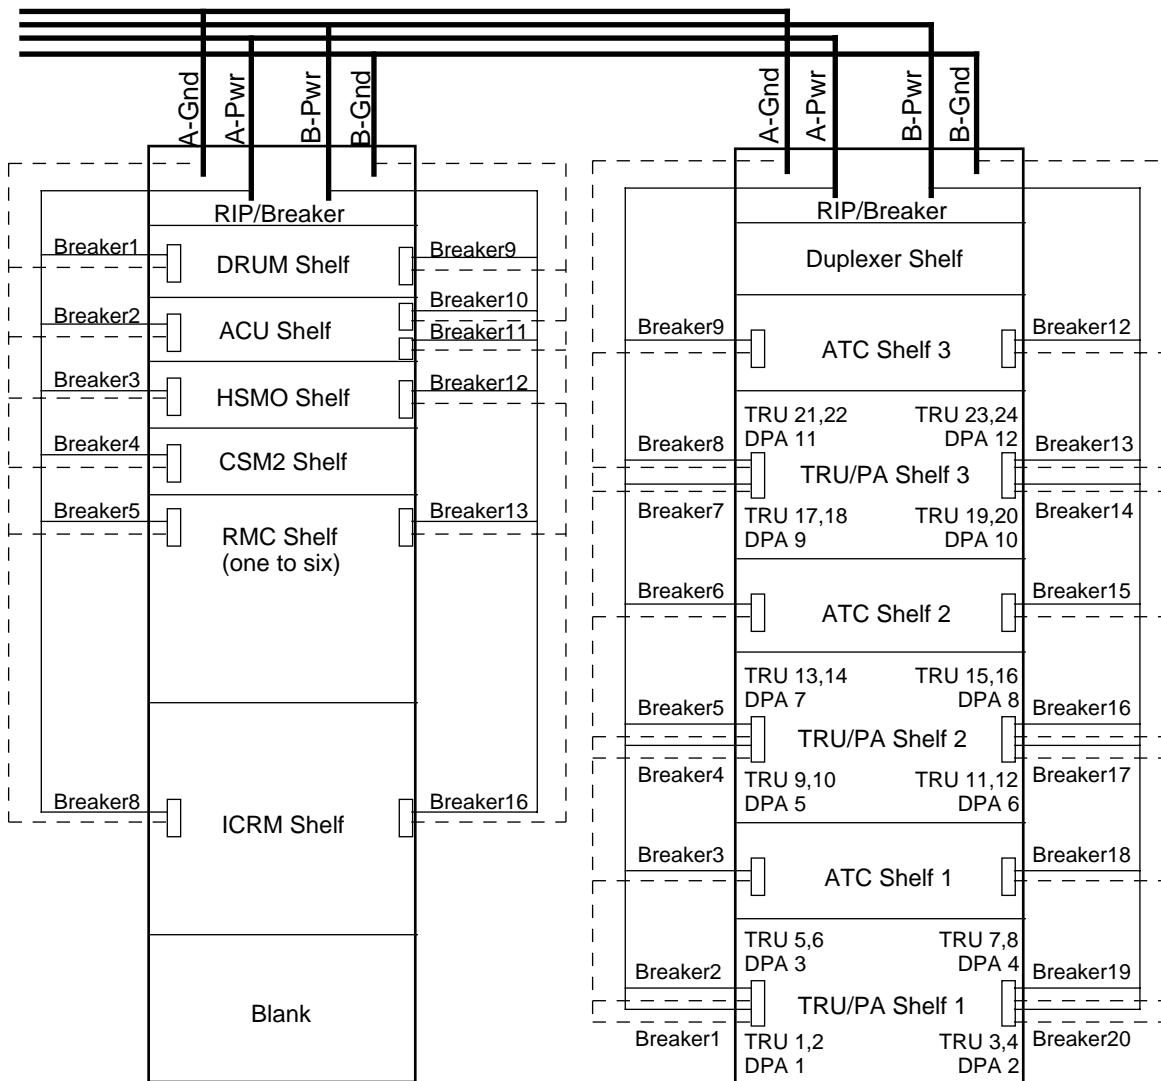 A-Gnd
A-Pwr
B-Pwr
B-Gnd
RIP/Breaker
Breaker1
DRUM Shelf
Breaker9
Breaker10
Breaker2
ACU Shelf
Breaker11
Breaker3
HSMO Shelf
Breaker12
Breaker4
CSM2 Shelf
Breaker5
RMC Shelf
(one to six)
Breaker13
Breaker8
ICRM Shelf
Breaker16
Blank
A-Gnd
A-Pwr
B-Pwr
B-Gnd
RIP/Breaker
Duplexer Shelf
Breaker9
ATC Shelf 3
Breaker12
TRU 21,22
DPA 11
TRU 23,24
DPA 12
Breaker8
TRU/PA Shelf 3
Breaker13
Breaker7
TRU 17,18
DPA 9
TRU 19,20
DPA 10
Breaker14
Breaker6
ATC Shelf 2
Breaker15
TRU 13,14
DPA 7
TRU 15,16
DPA 8
Breaker5
TRU/PA Shelf 2
Breaker16
Breaker4
TRU 9,10
DPA 5
TRU 11,12
DPA 6
Breaker17
Breaker3
ATC Shelf 1
Breaker18
TRU 5,6
DPA 3
TRU 7,8
DPA 4
Breaker2
TRU/PA Shelf 1
Breaker19
Breaker1
TRU 1,2
DPA 1
TRU 3,4
DPA 2
Breaker20